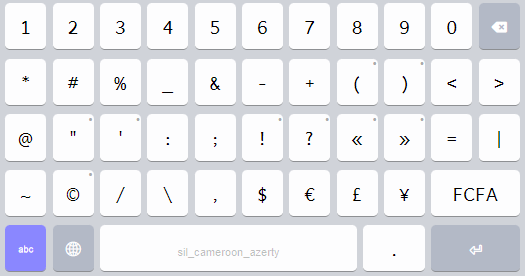 1 2 3 4 5 6 7 8 9 0
* # % _ & - + ( ) < >
@ " ' : ; ! ? « » = |
~ © / \ , $ € £ ¥ FCFA
abc sil_cameroon_azerty .